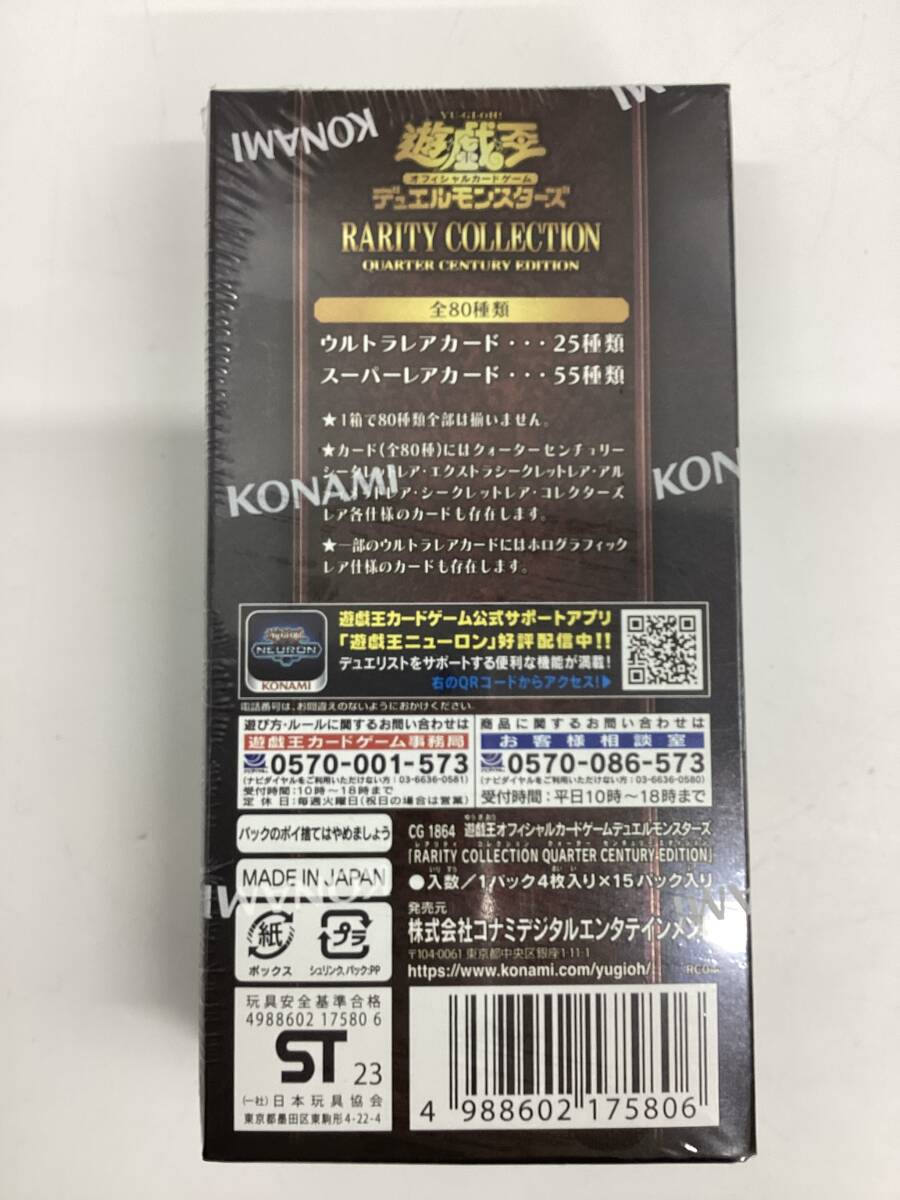 KONAMI
YU-GI-OH!
遊戯王
オフィシャルカードゲーム
デュエルモンスターズ
RARITY COLLECTION
QUARTER CENTURY EDITION
全80種類
ウルトラレアカード・・・25種類
スーパーレアカード・・・55種類
★1箱で80種類全部は揃いません。
★カード(全80種)にはクォーターセンチュリー
シークレットレア・エクストラシークレットレア・アル
ットレア・シークレットレア・コレクターズ
レア各仕様のカードも存在します。
★一部のウルトラレアカードにはホログラフィック
レア仕様のカードも存在します。
KONAMI
KON
YU-GI-OH!
NEURON
KONAMI
遊戯王カードゲーム公式サポートアプリ
「遊戯王ニューロン」好評配信中!!
デュエリストをサポートする便利な機能が満載!
右のQRコードからアクセス!▶
電話番号は、お間違えのないようにおかけください。
遊び方・ルールに関するお問い合わせは
遊戯王カードゲーム事務局
0570-001-573
(ナビダイヤルをご利用いただけない方:03-6636-0581)
受付時間:10時~18時まで
定休日:毎週火曜日(祝日の場合は営業)
商品に関するお問い合わせは
お客様相談室
0570-086-573
(ナビダイヤルをご利用いただけない方:03-6636-0580)
受付時間:平日10時~18時まで
パックのポイ捨てはやめましょう
MADE IN JAPAN
紙
ボックス
プラ
シュリンク,パック:PP
CG 1864 遊戯王オフィシャルカードゲームデュエルモンスターズ
「RARITY COLLECTION QUARTER CENTURY EDITION」
●入数/1パック4枚入り×15パック入り
KONAMI
発売元
株式会社コナミデジタルエンタテインメン
〒104-0061 東京都中央区銀座1-11-1
https://www.konami.com/yugioh/
玩具安全基準合格
4988602 17580 6
ST 23
(一社)日本玩具協会
東京都墨田区東駒形4-22-4
4 988602 175806